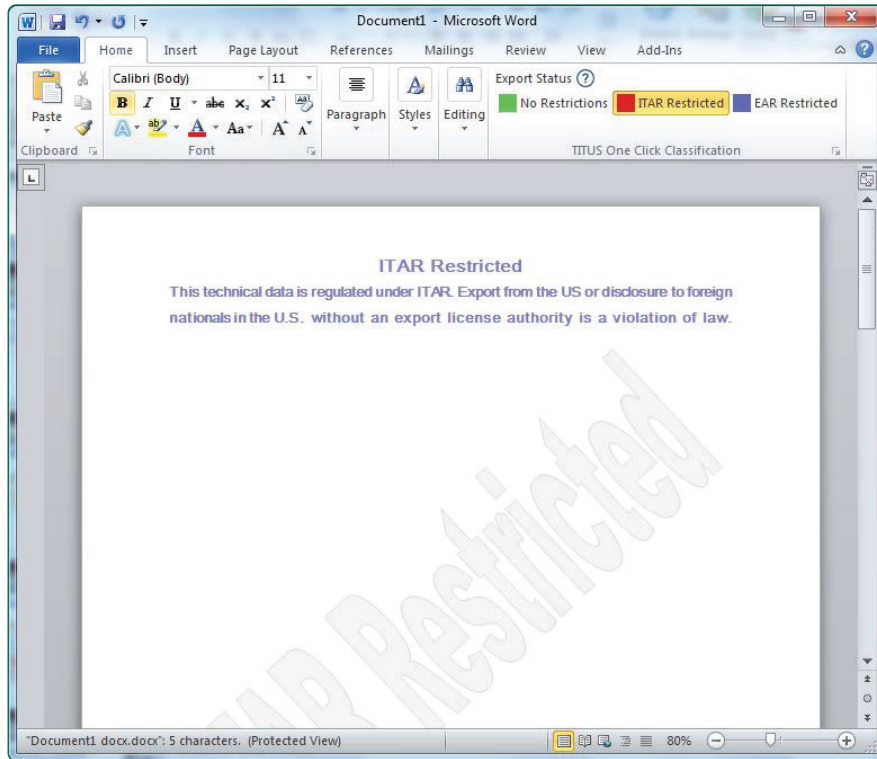 Document1 - Microsoft Word
File Home Insert Page Layout References Mailings Review View Add-Ins
Calibri (Body) 11
Export Status
No Restrictions ITAR Restricted EAR Restricted
Paste
Paragraph Styles Editing
Clipboard Font TITUS One Click Classification
ITAR Restricted
This technical data is regulated under ITAR. Export from the US or disclosure to foreign
nationals in the U.S. without an export license authority is a violation of law.
AR Restricted
"Document1 docx.docx": 5 characters. (Protected View) 80%